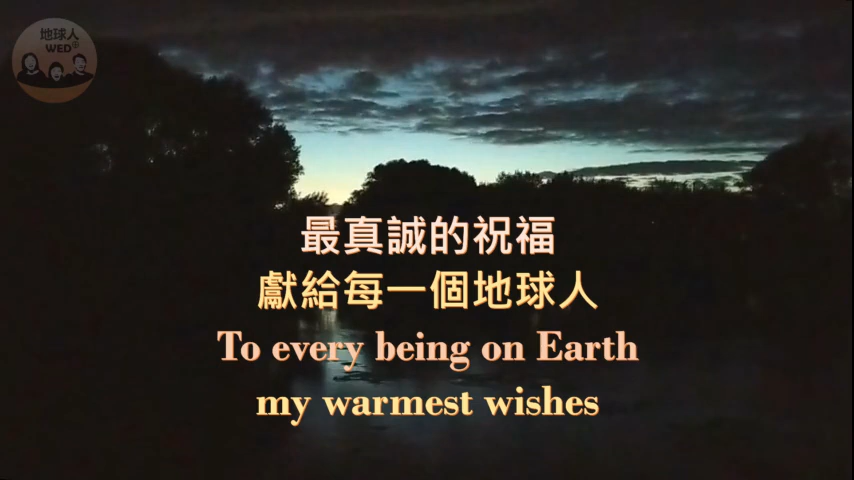 地球人
WED®
最真誠的祝福
獻給每一個地球人
To every being on Earth
my warmest wishes